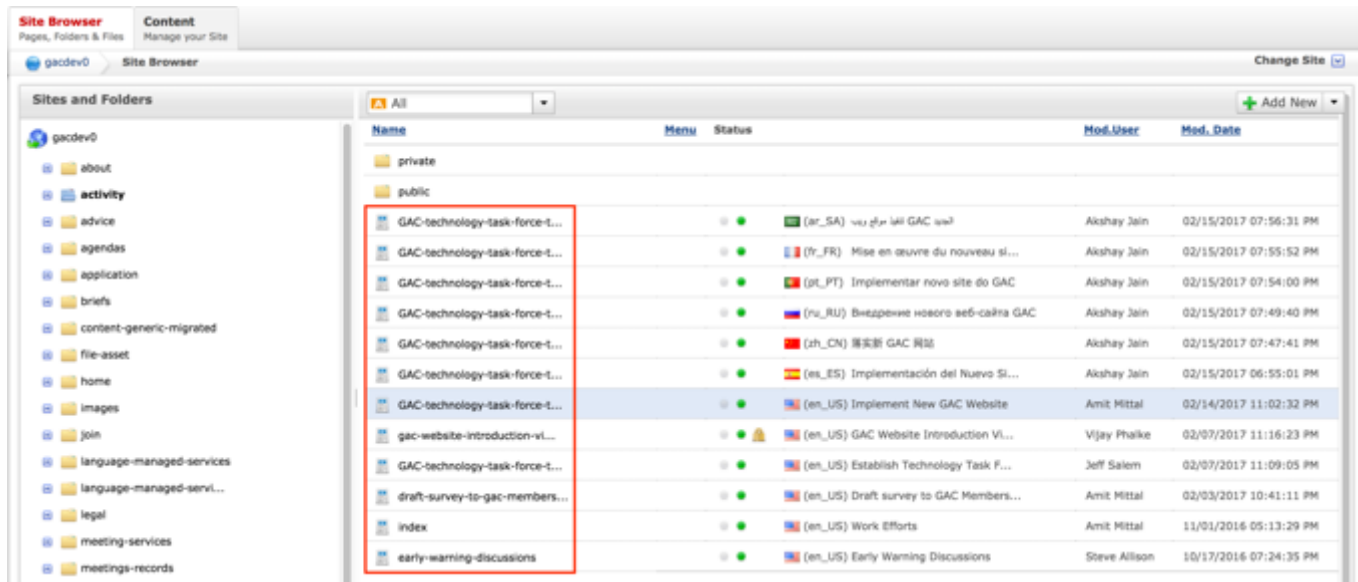 Site Browser
Pages, Folders & Files
Content
Manage your Site
gacdev0
Site Browser
Change Site
Sites and Folders
gacdev0
about
activity
advice
agendas
application
briefs
content-generic-migrated
file-asset
home
images
join
language-managed-services
language-managed-servi...
legal
meeting-services
meetings-records
All
Add New
Name Menu Status Mod.User Mod. Date
private
public
GAC-technology-task-force-t... (ar_SA) GAC Akshay Jain 02/15/2017 07:56:31 PM
GAC-technology-task-force-t... (fr_FR) Mise en œuvre du nouveau si... Akshay Jain 02/15/2017 07:55:52 PM
GAC-technology-task-force-t... (pt_PT) Implementar novo site do GAC Akshay Jain 02/15/2017 07:54:00 PM
GAC-technology-task-force-t... (ru_RU) Внедрение нового веб-сайта GAC Akshay Jain 02/15/2017 07:49:40 PM
GAC-technology-task-force-t... (zh_CN) 落实新 GAC 网站 Akshay Jain 02/15/2017 07:47:41 PM
GAC-technology-task-force-t... (es_ES) Implementación del Nuevo Si... Akshay Jain 02/15/2017 06:55:01 PM
GAC-technology-task-force-t... (en_US) Implement New GAC Website Amit Mittal 02/14/2017 11:02:32 PM
gac-website-introduction-vi... (en_US) GAC Website Introduction Vi... Vijay Phalke 02/07/2017 11:16:23 PM
GAC-technology-task-force-t... (en_US) Establish Technology Task F... Jeff Salem 02/07/2017 11:09:05 PM
draft-survey-to-gac-members... (en_US) Draft survey to GAC Members... Amit Mittal 02/03/2017 10:41:11 PM
index (en_US) Work Efforts Amit Mittal 11/01/2016 05:13:29 PM
early-warning-discussions (en_US) Early Warning Discussions Steve Allison 10/17/2016 07:24:35 PM